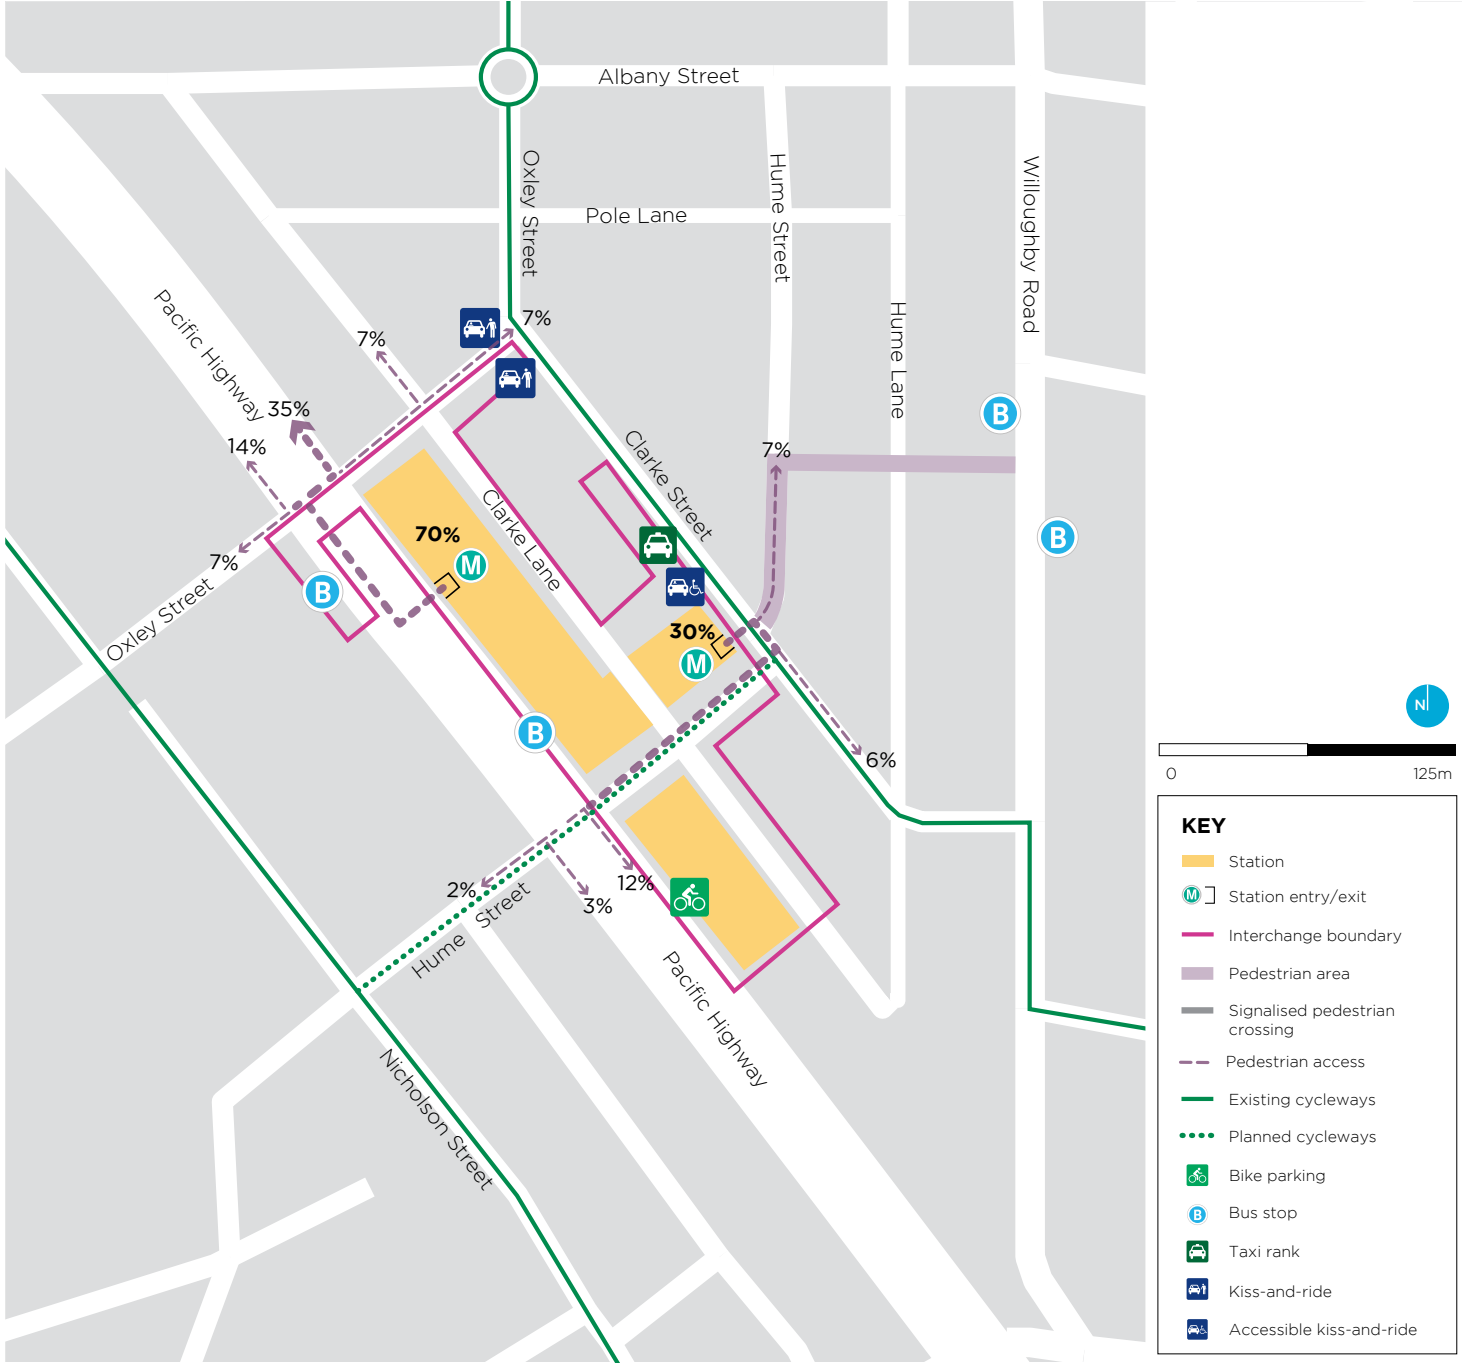 Albany Street
Oxley Street
Hume Street
Willoughby Road
Pole Lane
Pacific Highway
Hume Lane
7%
7%
35%
14%
B
Clarke Street
7%
Clarke Lane
70%
M
B
7%
B
Oxley Street
30%
M
N
B
6%
0
125m
2%
12%
3%
Hume Street
Pacific Highway
Nicholson Street
KEY
Station
M
Station entry/exit
Interchange boundary
Pedestrian area
Signalised pedestrian
crossing
Pedestrian access
Existing cycleways
Planned cycleways
Bike parking
B
Bus stop
Taxi rank
Kiss-and-ride
Accessible kiss-and-ride